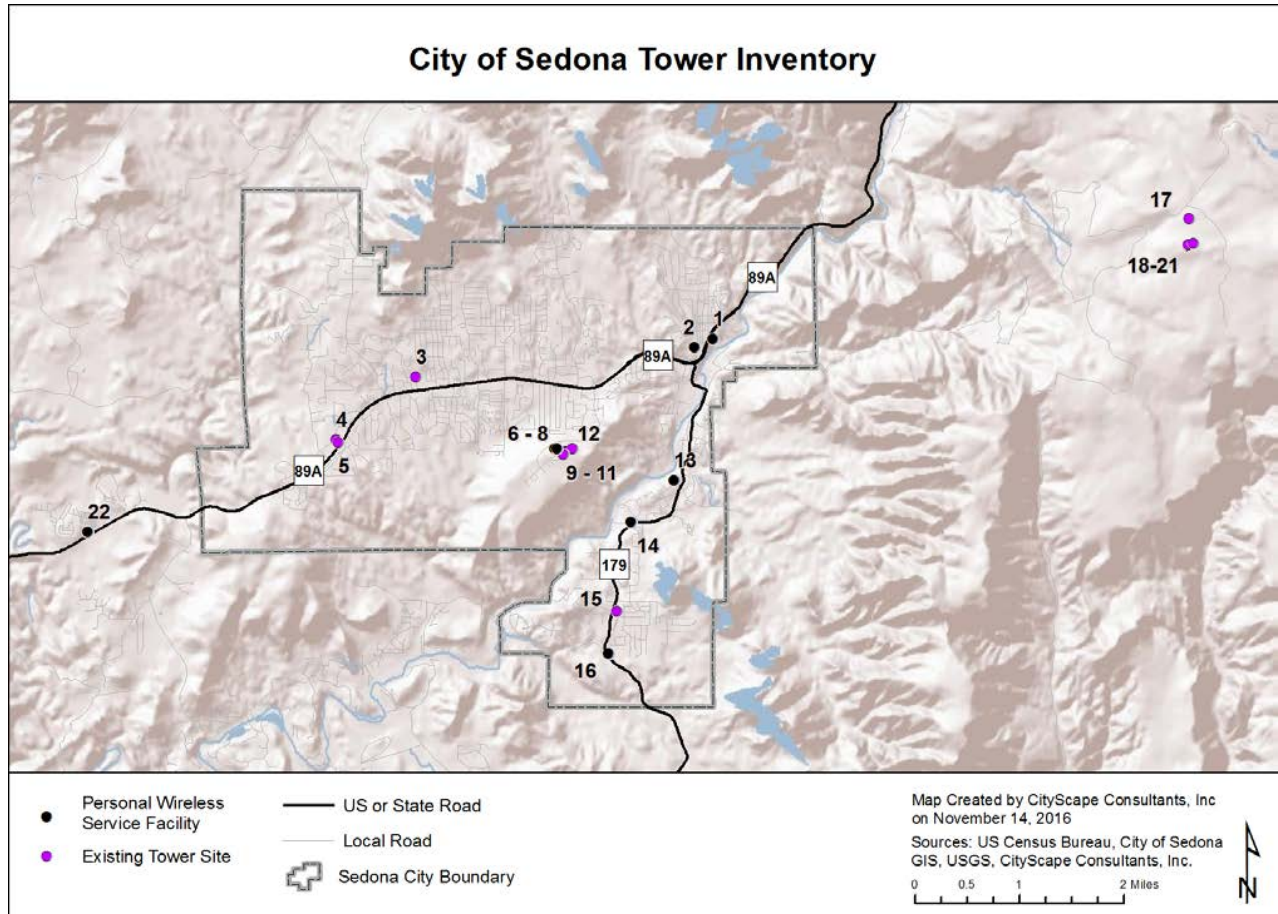 City of Sedona Tower Inventory
17
18-21
89A
1
2
89A
3
4
5
6 - 8
12
9 - 11
13
89A
22
14
179
15
16
Personal Wireless
Service Facility
Existing Tower Site
US or State Road
Local Road
Sedona City Boundary
Map Created by CityScape Consultants, Inc
on November 14, 2016
Sources: US Census Bureau, City of Sedona
GIS, USGS, CityScape Consultants, Inc.
0 0.5 1 2 Miles
N